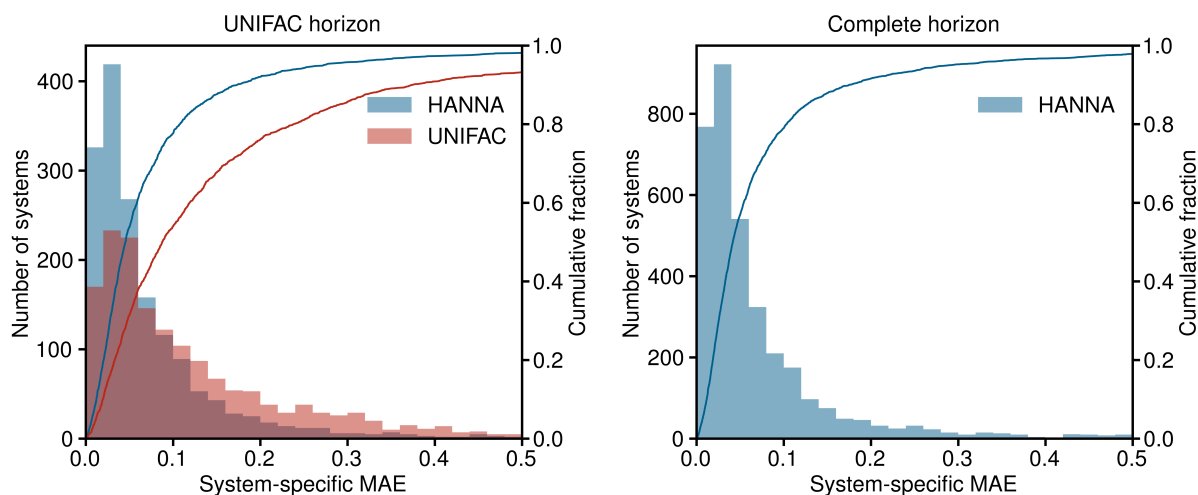 UNIFAC horizon
400
300
200
100
0
Number of systems
1.0
0.8
0.6
0.4
0.2
0.0
Cumulative fraction
HANNA
UNIFAC
0.0 0.1 0.2 0.3 0.4 0.5
System-specific MAE
Complete horizon
800
600
400
200
0
Number of systems
1.0
0.8
0.6
0.4
0.2
0.0
Cumulative fraction
HANNA
0.0 0.1 0.2 0.3 0.4 0.5
System-specific MAE